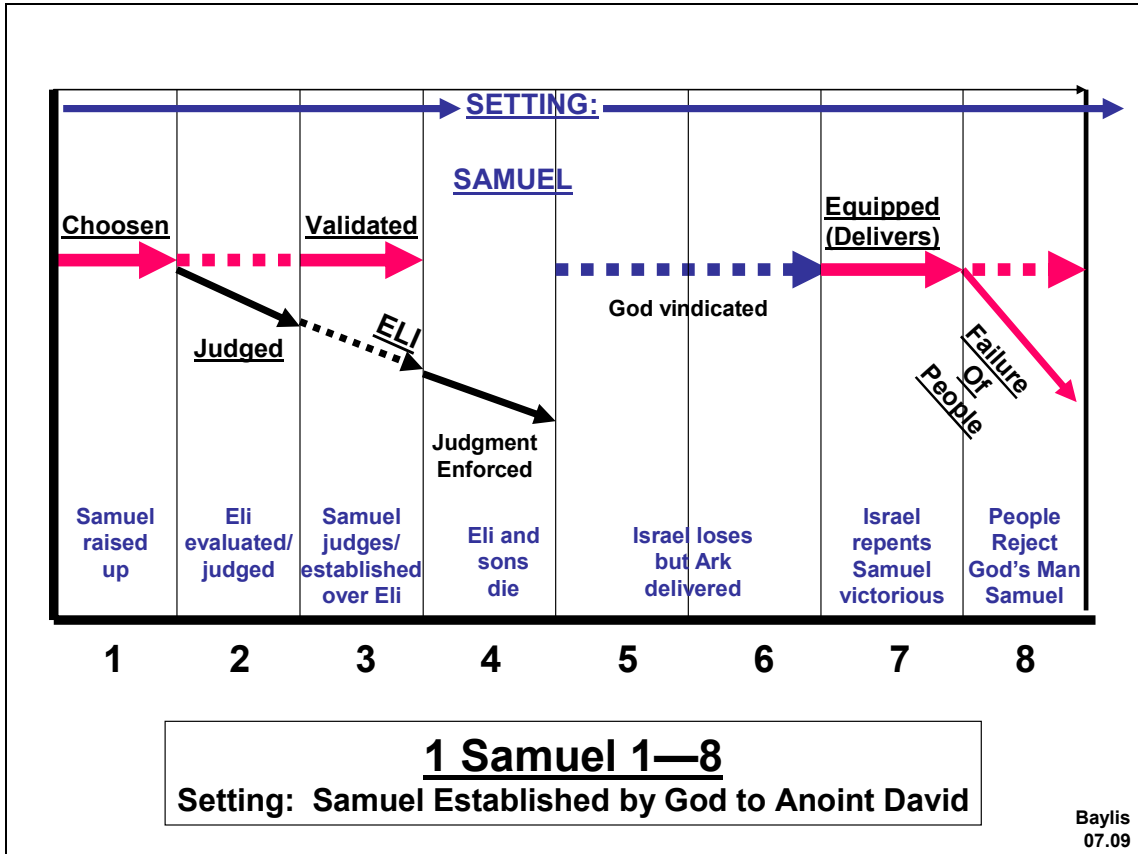 SETTING:
SAMUEL
Choosen
Validated
Equipped
(Delivers)
God vindicated
Judged
ELI
Failure
Of
People
Judgment
Enforced
Samuel
raised
up
Eli
evaluated/
judged
Samuel
judges/
established
over Eli
Eli and
sons
die
Israel loses
but Ark
delivered
Israel
repents
Samuel
victorious
People
Reject
God's Man
Samuel
1 2 3 4 5 6 7 8
1 Samuel 1—8
Setting: Samuel Established by God to Anoint David
Baylis
07.09